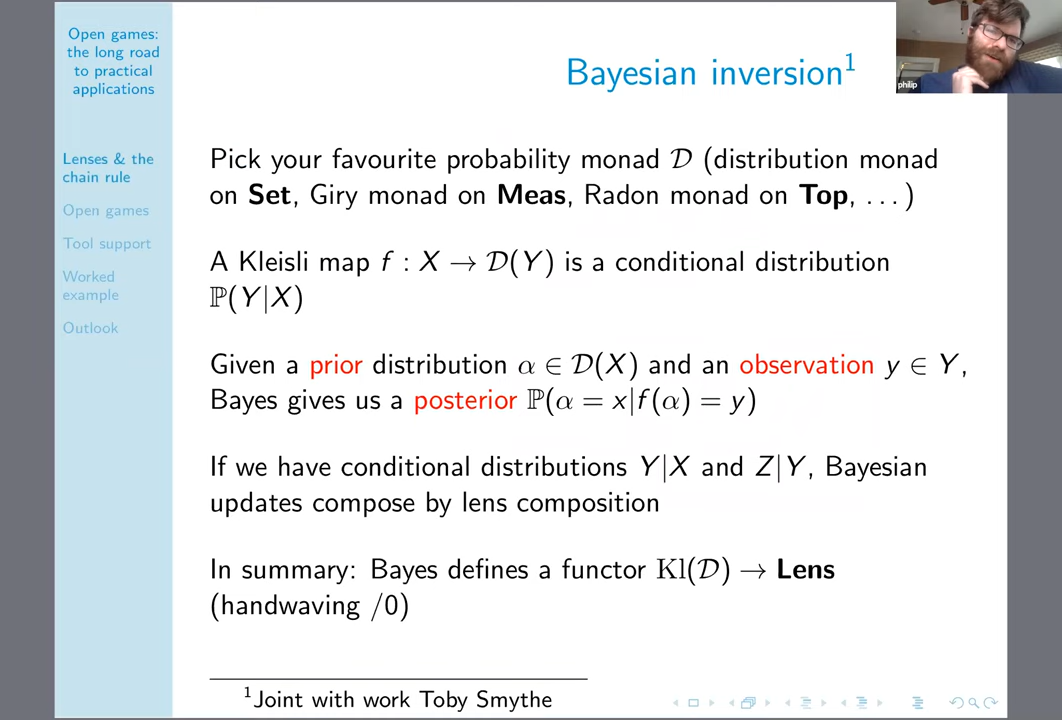 Open games:
the long road
to practical
applications
Lenses & the
chain rule
Open games
Tool support
Worked
example
Outlook
Bayesian inversion¹
philip
Pick your favourite probability monad 𝒟 (distribution monad
on Set, Giry monad on Meas, Radon monad on Top, . . . )
A Kleisli map f : X → 𝒟(Y) is a conditional distribution
ℙ(Y|X)
Given a prior distribution α ∈ 𝒟(X) and an observation y ∈ Y,
Bayes gives us a posterior ℙ(α = x|f(α) = y)
If we have conditional distributions Y|X and Z|Y, Bayesian
updates compose by lens composition
In summary: Bayes defines a functor Kl(𝒟) → Lens
(handwaving /0)
¹Joint with work Toby Smythe